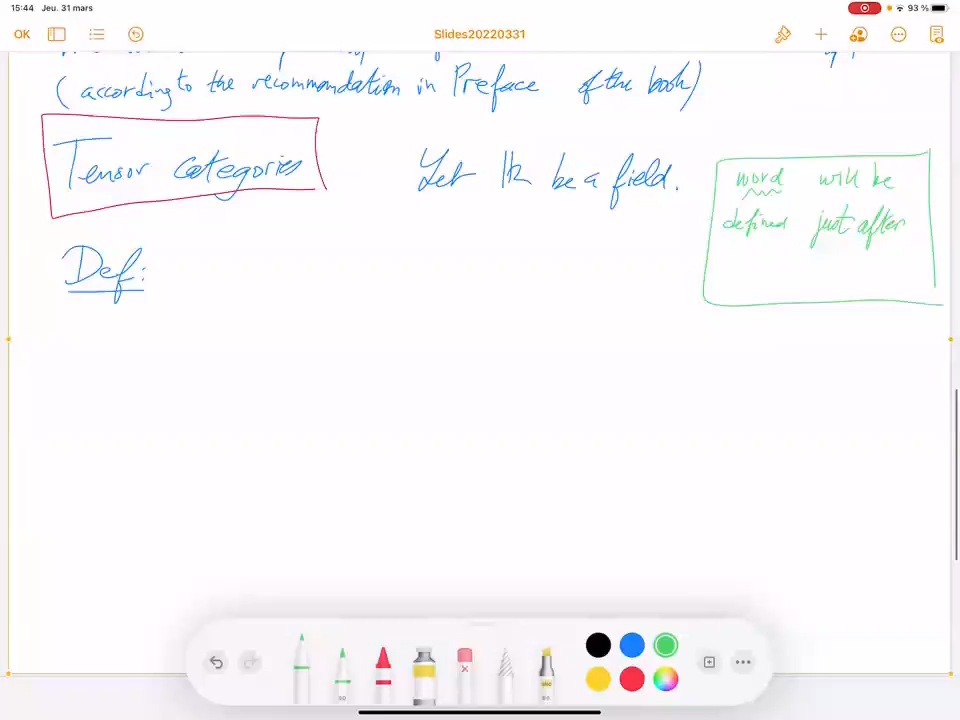 15:44 Jeu. 31 mars
93 %
OK
Slides20220331
(according to the recommandation in Preface of the book)
Tensor categories
Let lk be a field.
word will be
defined just after
Def: